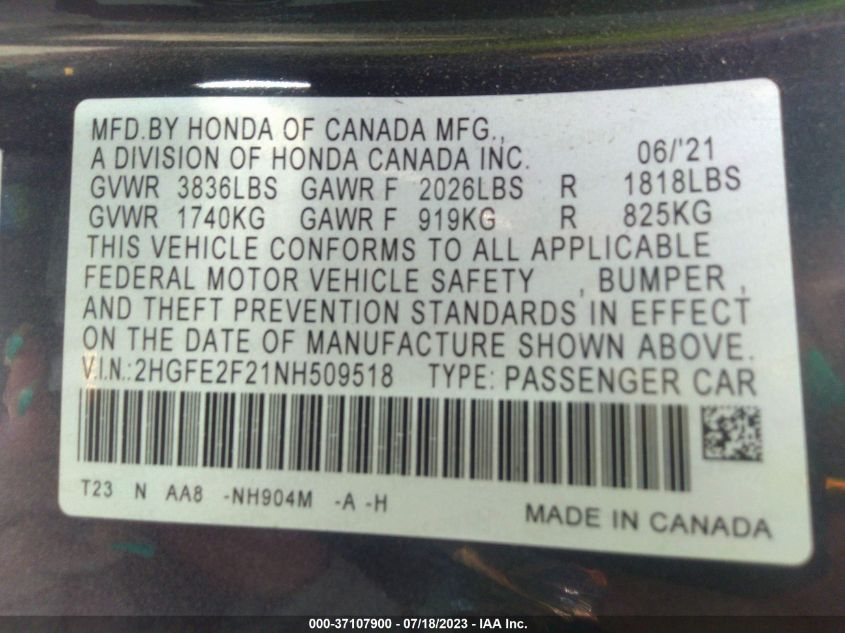 MFD.BY HONDA OF CANADA MFG.,
A DIVISION OF HONDA CANADA INC. 06/'21
GVWR 3836LBS GAWR F 2026LBS R 1818LBS
GVWR 1740KG GAWR F 919KG R 825KG
THIS VEHICLE CONFORMS TO ALL APPLICABLE
FEDERAL MOTOR VEHICLE SAFETY , BUMPER ,
AND THEFT PREVENTION STANDARDS IN EFFECT
ON THE DATE OF MANUFACTURE SHOWN ABOVE.
V.I.N.:2HGFE2F21NH509518 TYPE: PASSENGER CAR
T23 N AA8 -NH904M -A -H
MADE IN CANADA
000-37107900 - 07/18/2023 - IAA Inc.